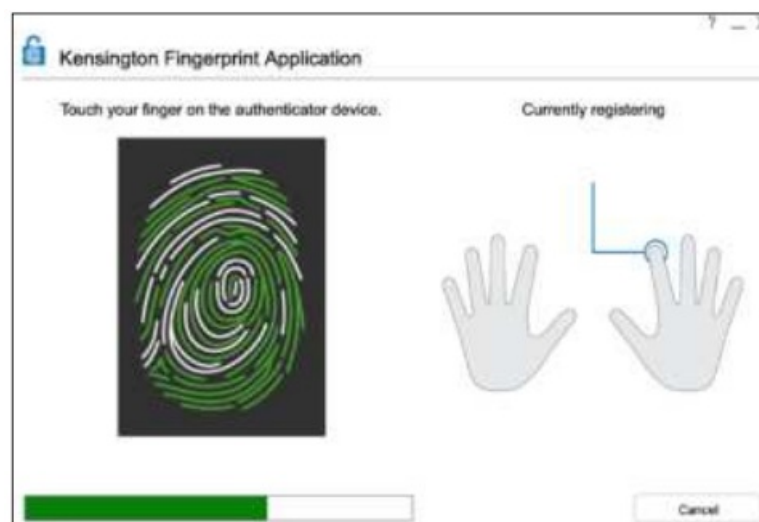 Kensington Fingerprint Application
Touch your finger on the authenticator device.
Currently registering
Cancel